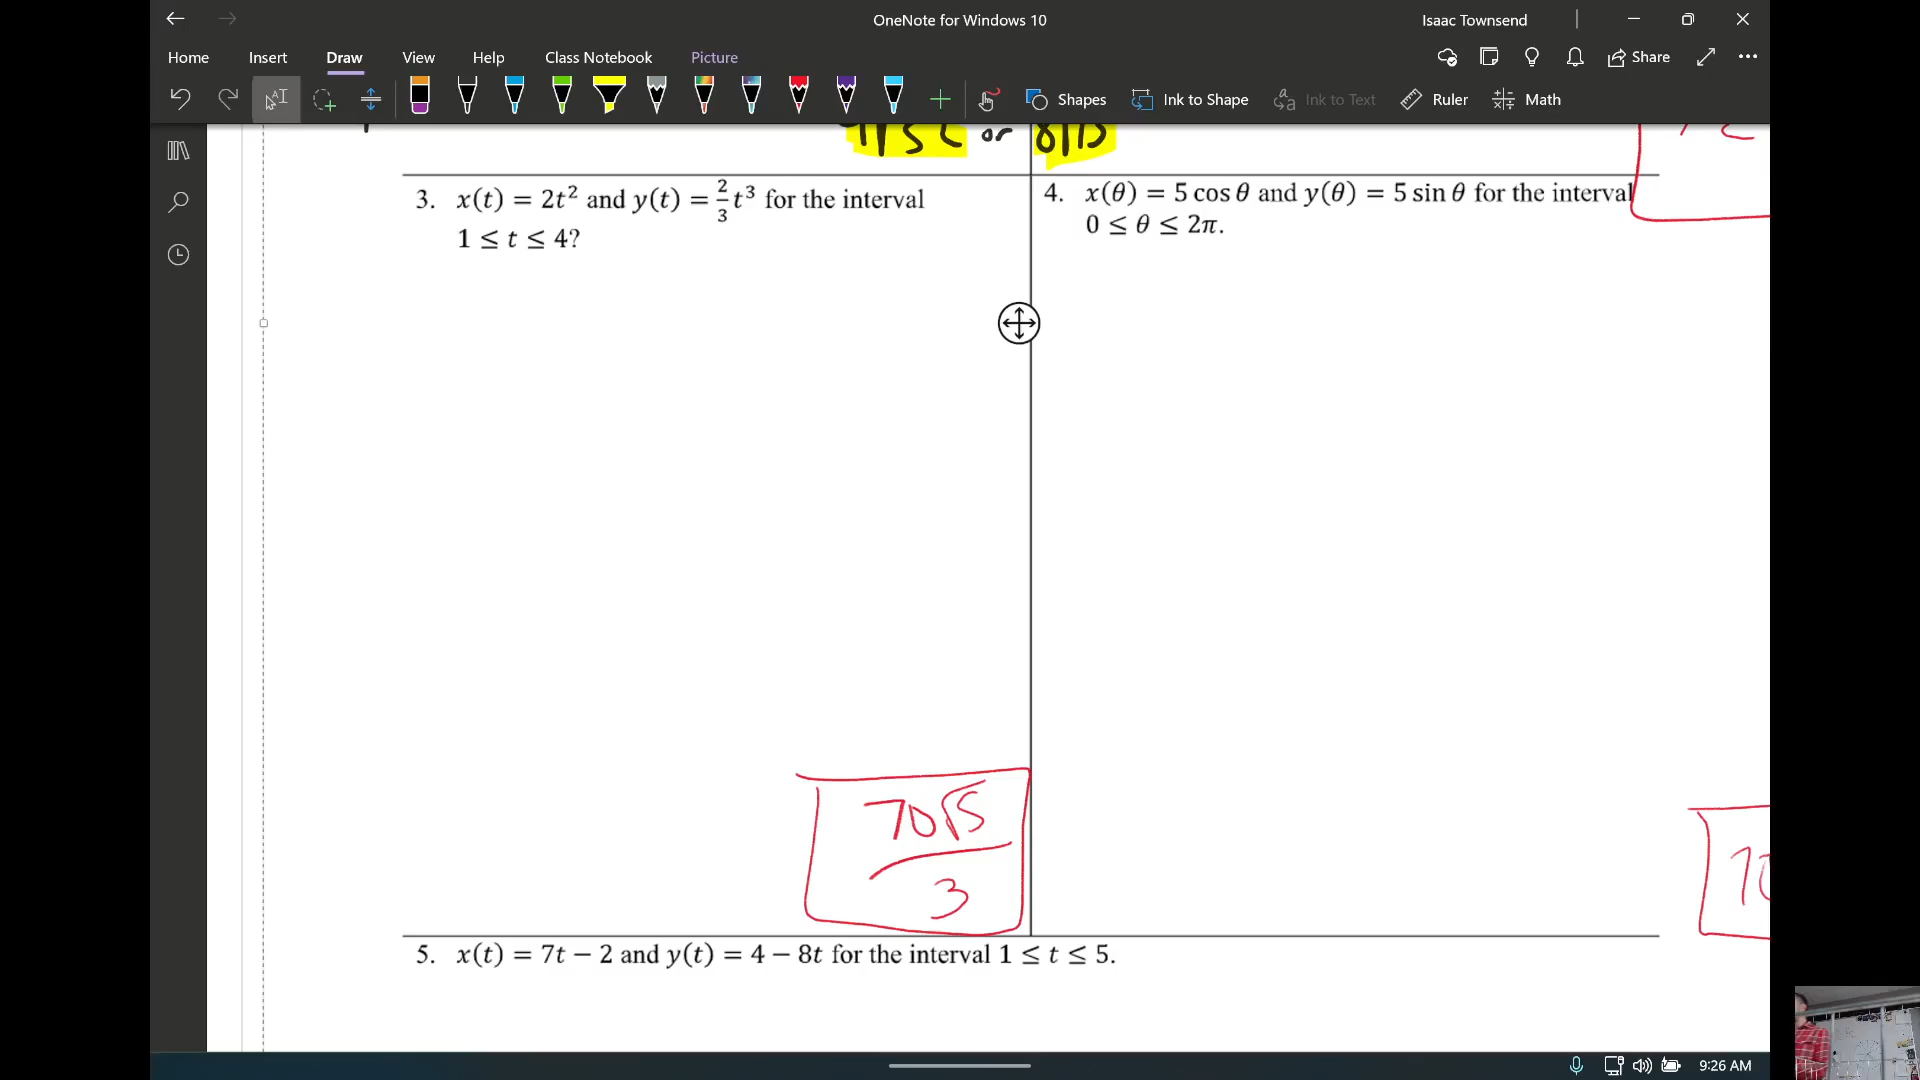 OneNote for Windows 10
Isaac Townsend
Home Insert Draw View Help Class Notebook Picture
Share
Shapes Ink to Shape Ink to Text Ruler Math
or
3. x(t) = 2t² and y(t) = 2/3 t³ for the interval
1 ≤ t ≤ 4?
4. x(θ) = 5 cos θ and y(θ) = 5 sin θ for the interval
0 ≤ θ ≤ 2π.
70√5
3
5. x(t) = 7t − 2 and y(t) = 4 − 8t for the interval 1 ≤ t ≤ 5.
9:26 AM